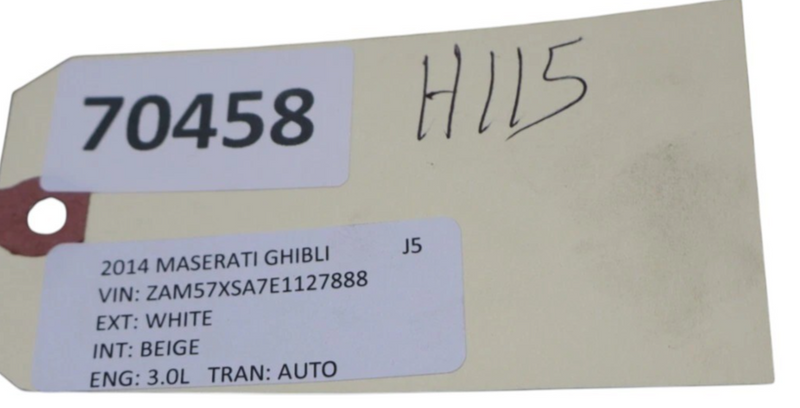 70458
H115
2014 MASERATI GHIBLI J5
VIN: ZAM57XSA7E1127888
EXT: WHITE
INT: BEIGE
ENG: 3.0L TRAN: AUTO